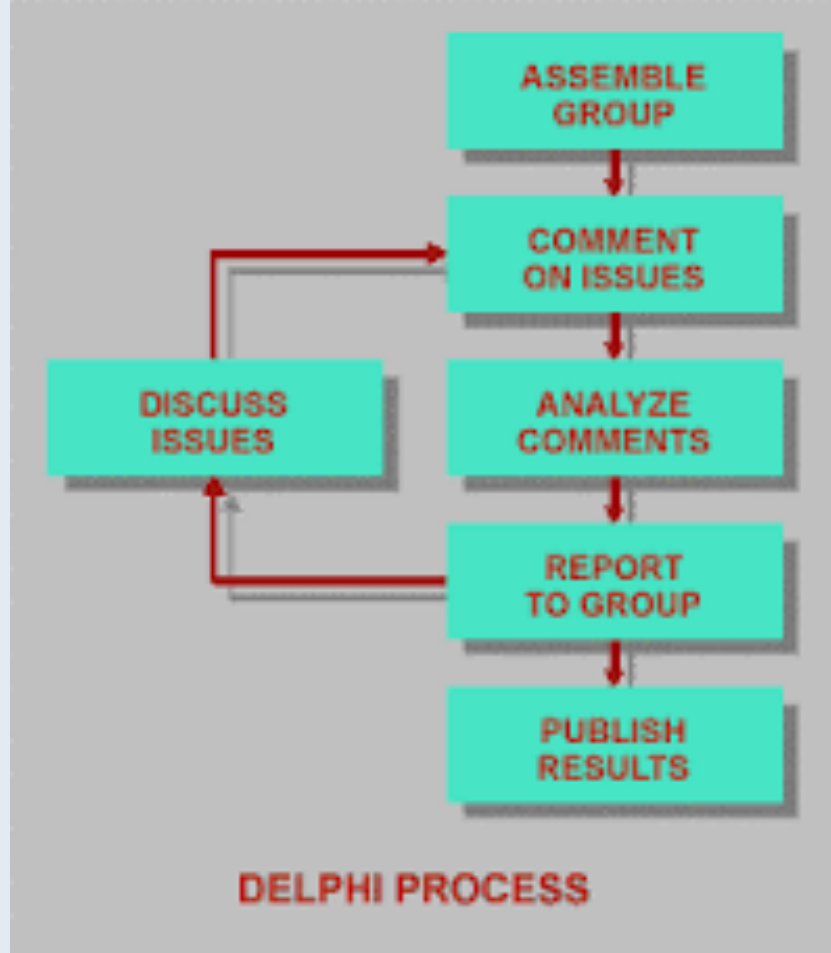 ASSEMBLE
GROUP
COMMENT
ON ISSUES
DISCUSS
ISSUES
ANALYZE
COMMENTS
REPORT
TO GROUP
PUBLISH
RESULTS
DELPHI PROCESS